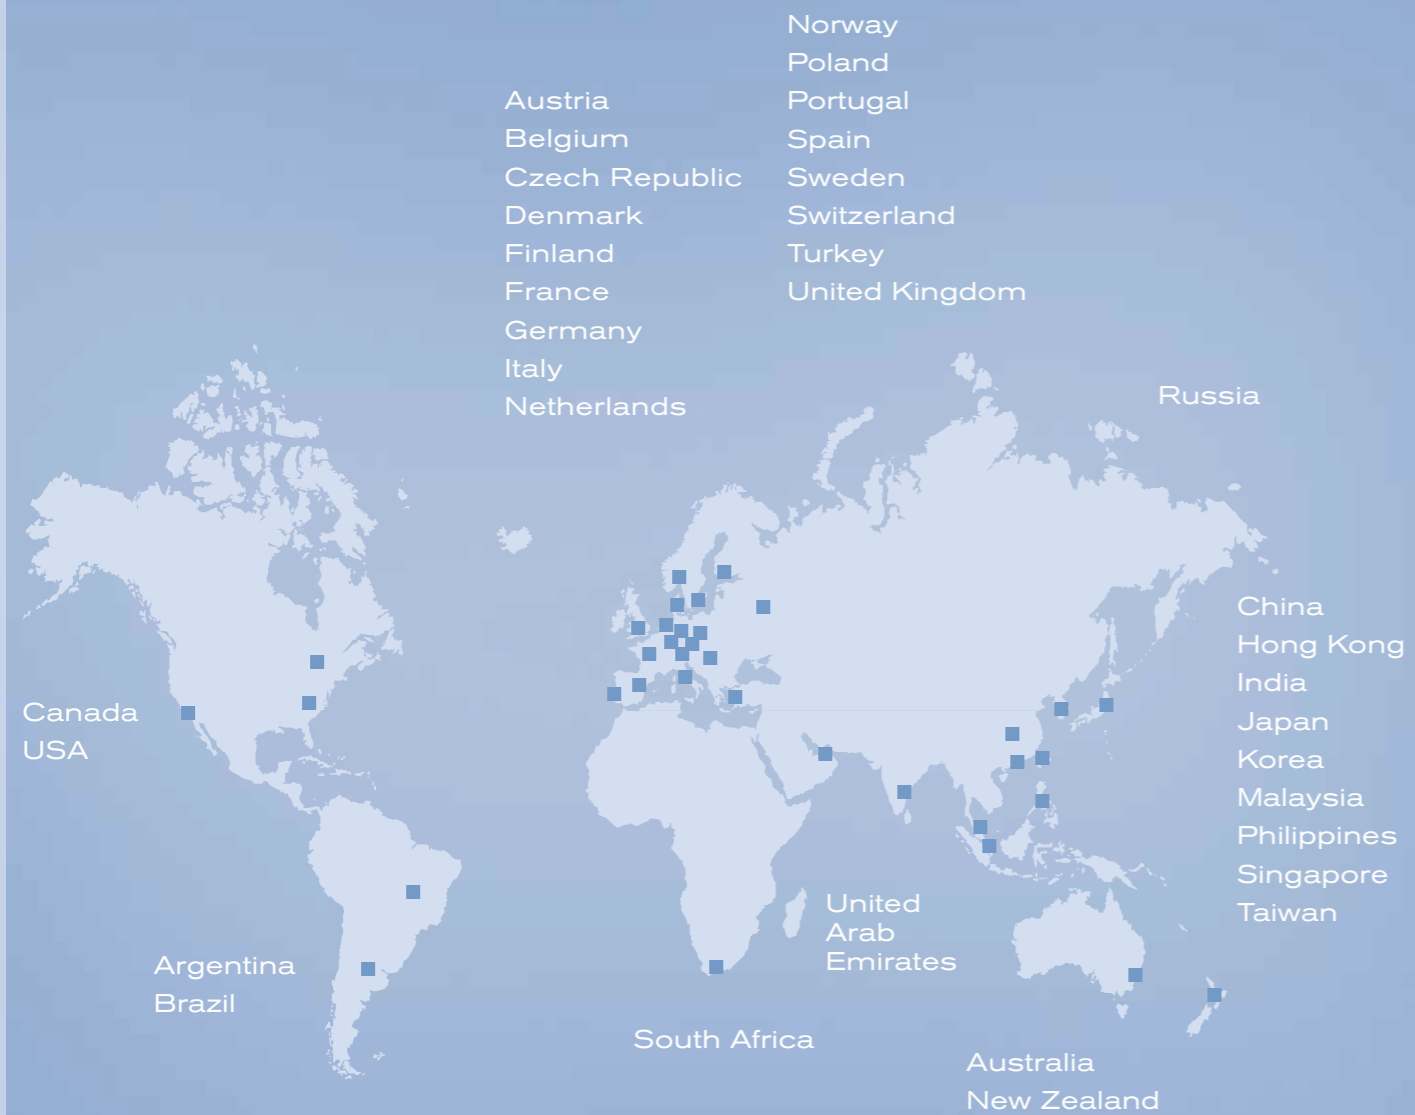 Austria
Belgium
Czech Republic
Denmark
Finland
France
Germany
Italy
Netherlands
Norway
Poland
Portugal
Spain
Sweden
Switzerland
Turkey
United Kingdom
Russia
Canada
USA
China
Hong Kong
India
Japan
Korea
Malaysia
Philippines
Singapore
Taiwan
Argentina
Brazil
United
Arab
Emirates
South Africa
Australia
New Zealand